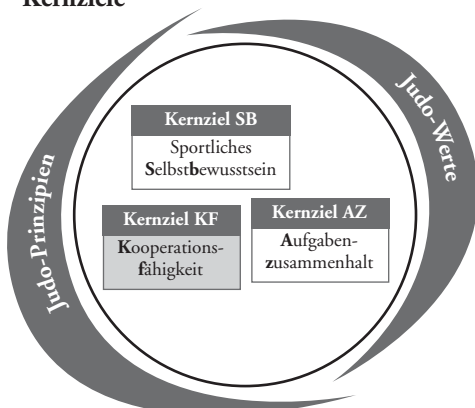 Kernziele
Judo-Werte
Kernziel SB
Sportliches
Selbstbewusstsein
Judo-Prinzipien
Kernziel KF
Kooperations-
fähigkeit
Kernziel AZ
Aufgaben-
zusammenhalt